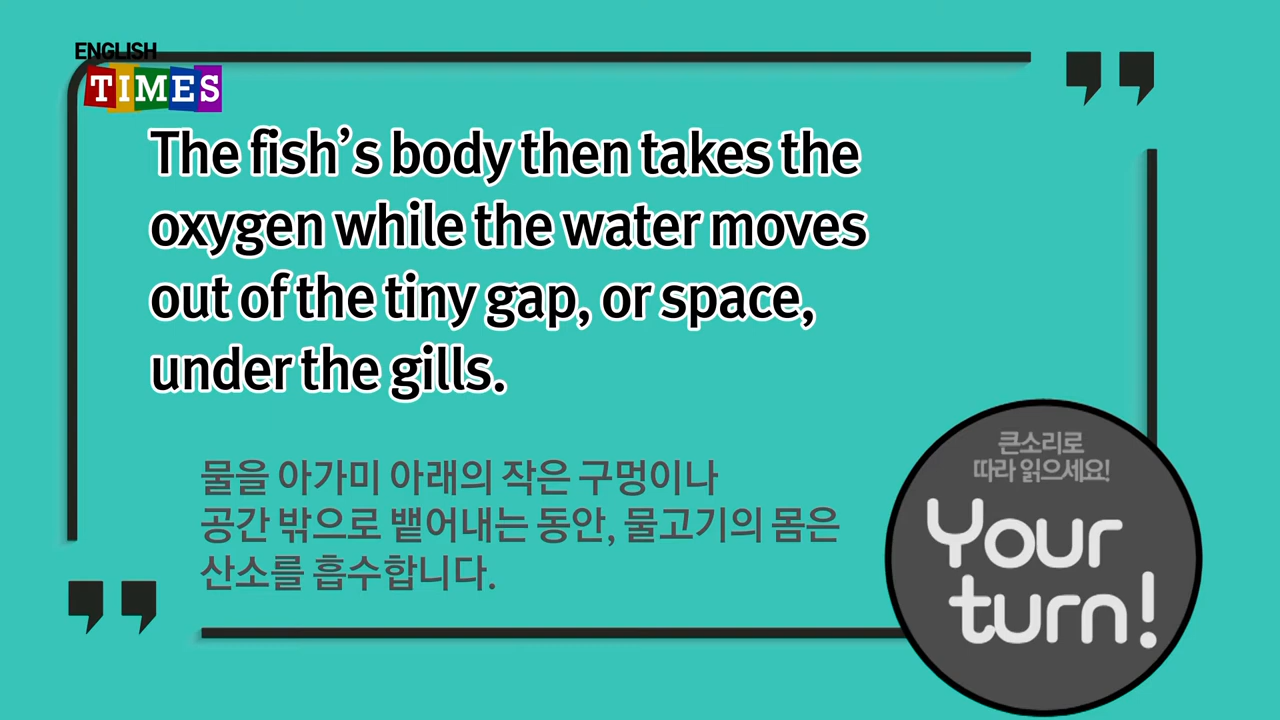 ENGLISH
TIMES
The fish’s body then takes the
oxygen while the water moves
out of the tiny gap, or space,
under the gills.
물을 아가미 아래의 작은 구멍이나
공간 밖으로 뱉어내는 동안, 물고기의 몸은
산소를 흡수합니다.
큰소리로
따라 읽으세요!
Your
turn!